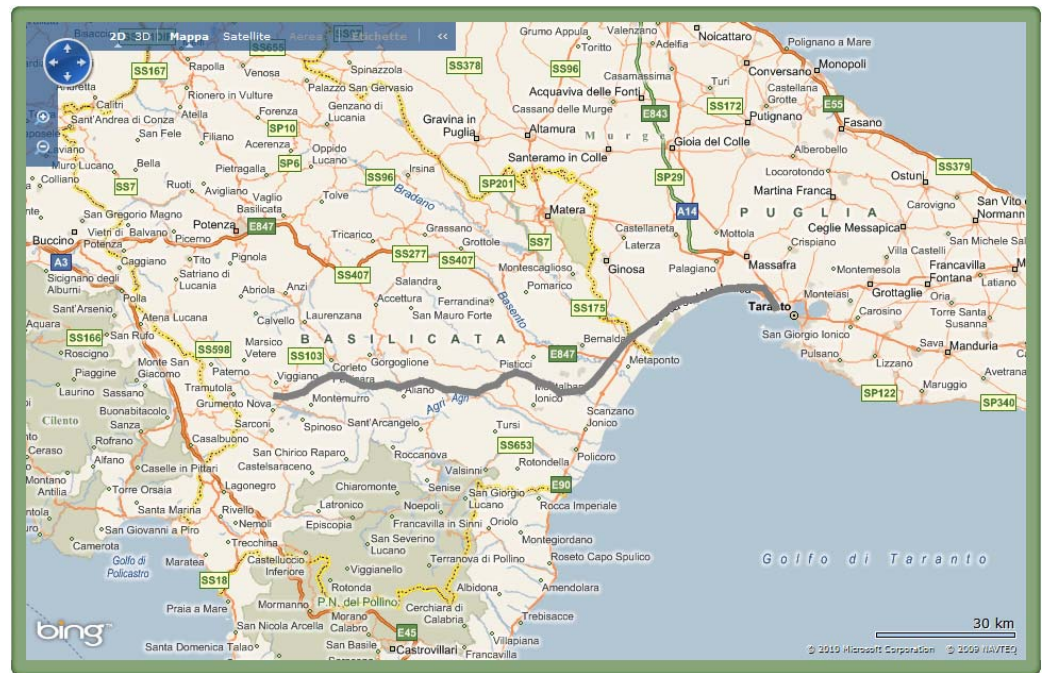 2D 3D Mappa Satellite Aerea Etichette «
Grumo Appula
Valenzano
Noicattaro
Toritto
Adelfia
Polignano a Mare
SS655
SS167
Rapolla
Venosa
Spinazzola
SS378
SS96
Casamassima
Turi
Conversano
Monopoli
Rionero in Vulture
Palazzo San Gervasio
Acquaviva delle Fonti
Castellana
Grotte
E55
Calitri
Atella
Forenza
Genzano di
Lucania
Cassano delle Murge
SS172
Putignano
Sant'Andrea di Conza
SP10
Gravina in
Puglia
Altamura
E843
Fasano
San Fele
Filiano
Acerenza
Murge
Gioia del Colle
Alberobello
Muro Lucano
Bella
Pietragalla
SP6
Oppido
Lucano
Santeramo in Colle
SS379
Colliano
SS7
Ruoti
Avigliano
SS96
Irsina
SP201
SP29
Locorotondo
Ostuni
Vaglio
Basilicata
Tolve
Bradano
Martina Franca
Carovigno
San Vito
Normann
San Gregorio Magno
Matera
A14
PUGLIA
Buccino
Vietri di
Potenza
Balvano
Picerno
Potenza
E847
Tricarico
Grassano
Grottole
SS7
Castellaneta
Laterza
Mottola
Ceglie Messapica
Crispiano
San Michele Sal
A3
Caggiano
Tito
Pignola
SS407
SS277
SS407
Montescaglioso
Ginosa
Palagiano
Massafra
Villa Castelli
Sicignano degli
Alburni
Satriano di
Lucania
Abriola
Anzi
Salandra
Pomarico
Montemesola
Francavilla
Fontana
Latiano
Polla
Accettura
Ferrandina
Basento
SS175
Monteiasi
Grottaglie
Oria
Sant'Arsenio
Atena Lucana
Calvello
Laurenzana
San Mauro Forte
Taranto
Carosino
Torre Santa
Susanna
Aquara
SS166
San Rufo
Marsico
Vetere
BASILICATA
Bernalda
San Giorgio Ionico
Sava
Manduria
Roscigno
SS598
SS103
Corleto
Perticara
Gorgoglione
Pisticci
E847
Metaponto
Pulsano
Lizzano
Avetrana
Piaggine
Monte San
Giacomo
Paterno
Viggiano
Laurino
Sassano
Tramutola
Aliano
Ionico
SP122
Maruggio
SP340
Buonabitacolo
Grumento Nova
Montemurro
Agri
Agri
Scanzano
Jonico
Cilento
Sanza
Sarconi
Spinoso
Sant'Arcangelo
Tursi
Rofrano
Casalbuono
SS653
Ceraso
Alfano
Caselle in Pittari
San Chirico Raparo
Castelsaraceno
Roccanova
Rotondella
Policoro
Montano
Antilia
Torre Orsaia
Lagonegro
Chiaromonte
Senise
Valsinni
San Giorgio
Lucano
E90
Rocca Imperiale
Santa Marina
Rivello
Latronico
Noepoli
Nemoli
Episcopia
Francavilla in Sinni
Oriolo
San Giovanni a Piro
Trecchina
San Severino
Lucano
Montegiordano
Camerota
Golfo di
Policastro
Maratea
Castelluccio
Inferiore
Viggianello
Terranova di Pollino
Roseto Capo Spulico
Golfo di Taranto
SS18
Rotonda
Albidona
Amendolara
Praia a Mare
Mormanno
P.N. del Pollino
Cerchiara di
Calabria
Trebisacce
San Nicola Arcella
Morano
Calabro
E45
Villapiana
Santa Domenica Talao
San Basile
Castrovillari
Francavilla
bing
30 km
© 2010 Microsoft Corporation © 2009 NAVTEQ